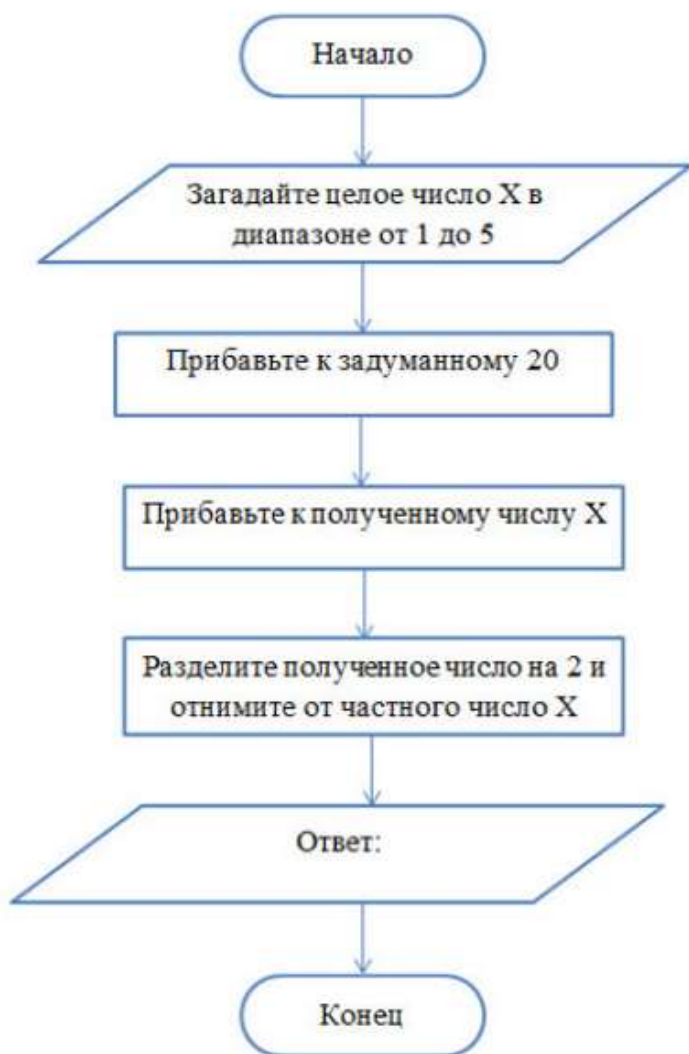 Начало
Загадайте целое число X в
диапазоне от 1 до 5
Прибавьте к задуманному 20
Прибавьте к полученному числу X
Разделите полученное число на 2 и
отнимите от частного число X
Ответ:
Конец